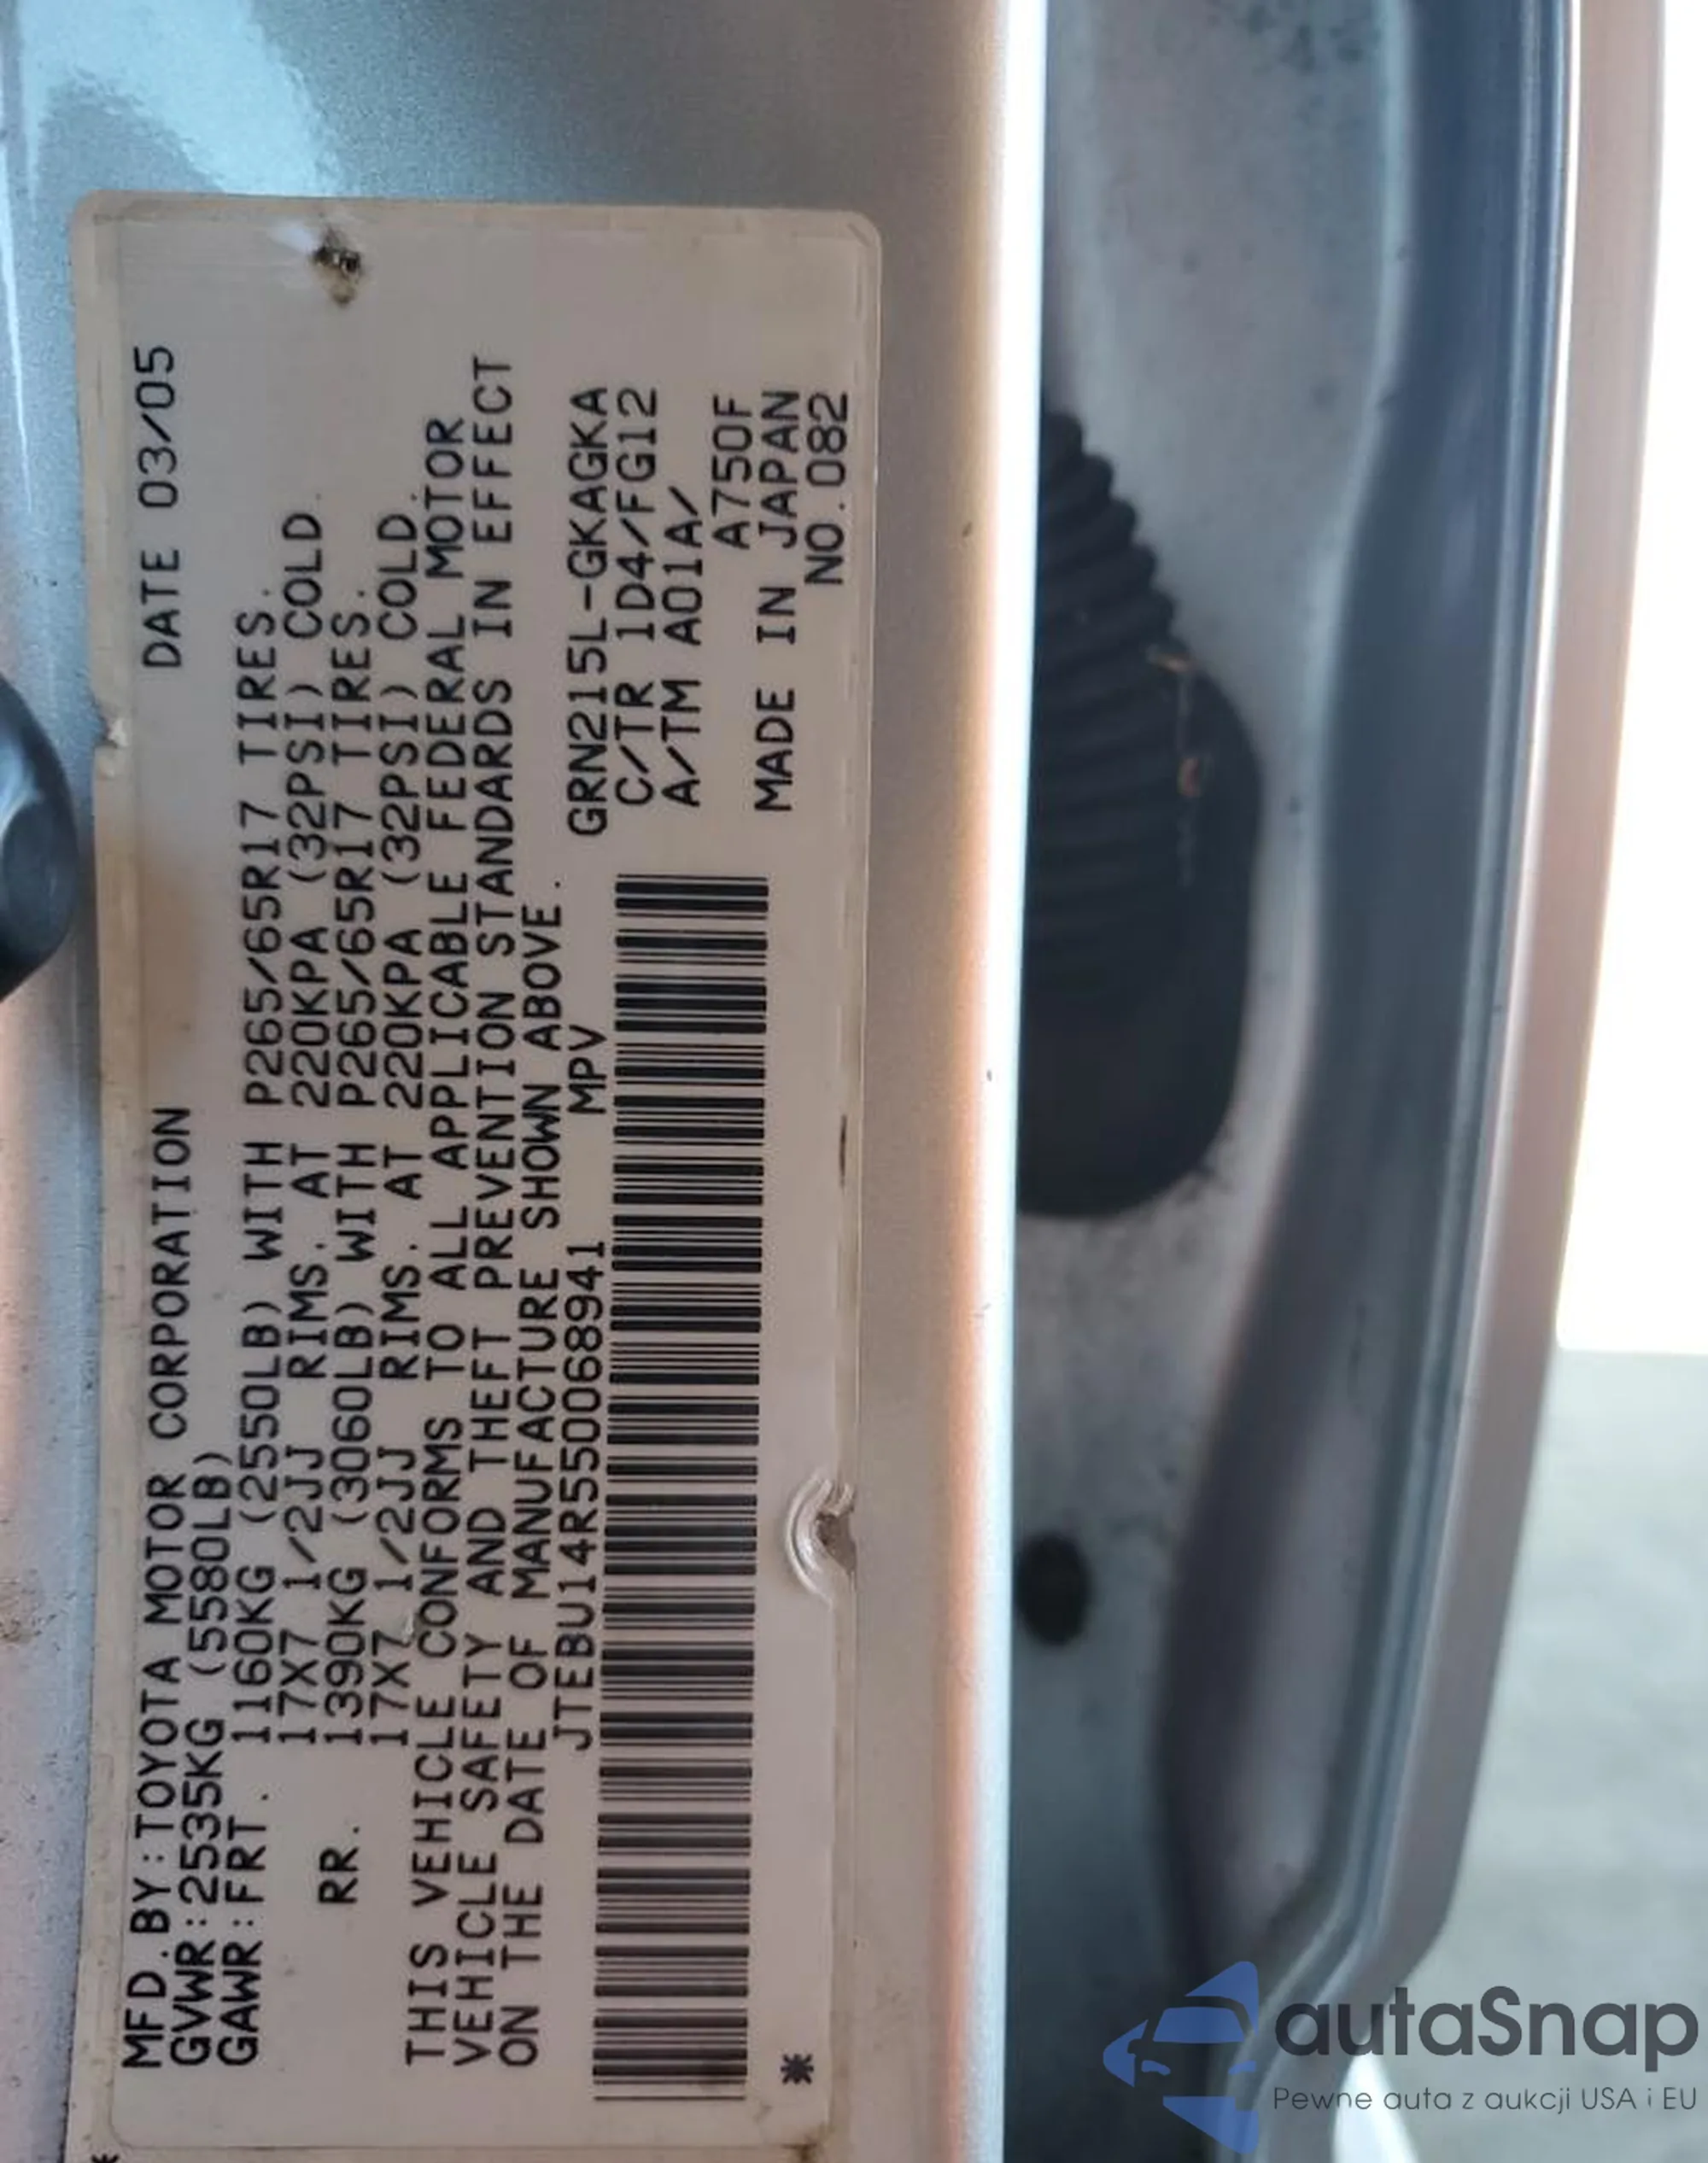 MFD.BY:TOYOTA MOTOR CORPORATION DATE 03/05
GVWR:2535KG (5580LB)
GAWR:FRT. 1160KG (2550LB) WITH P265/65R17 TIRES.
17X7 1/2JJ RIMS. AT 220KPA (32PSI) COLD.
RR. 1390KG (3060LB) WITH P265/65R17 TIRES.
17X7 1/2JJ RIMS. AT 220KPA (32PSI) COLD.
THIS VEHICLE CONFORMS TO ALL APPLICABLE FEDERAL MOTOR
VEHICLE SAFETY AND THEFT PREVENTION STANDARDS IN EFFECT
ON THE DATE OF MANUFACTURE SHOWN ABOVE.
JTEBU14R550068941 MPV
GRN215L-GKAGKA
C/TR 1D4/FG12
A/TM A01A/
A750F
MADE IN JAPAN
NO.082
*
autaSnap
Pewne auta z aukcji USA i EU